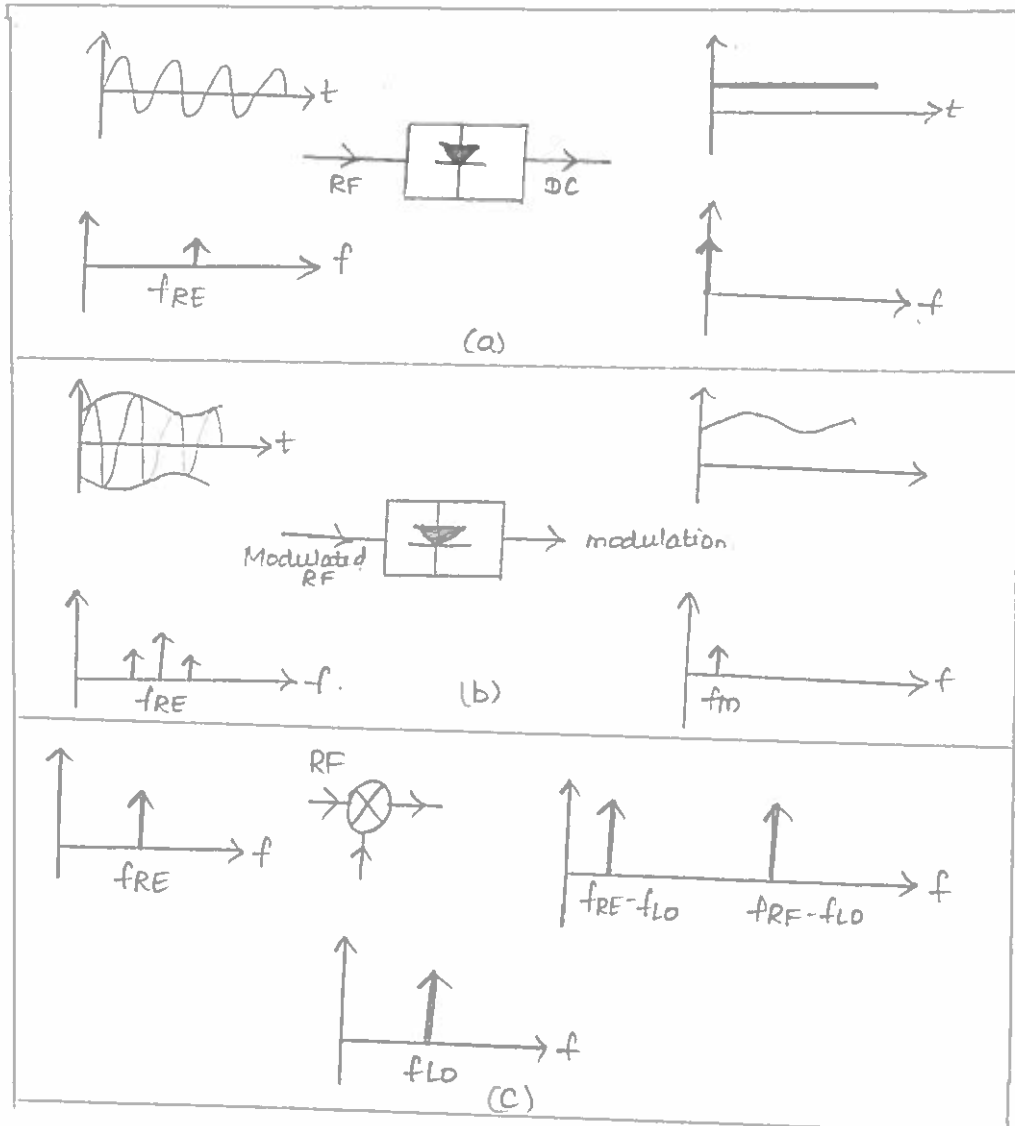 t
t
RF
DC
f
fRE
f
(a)
t
Modulated
RF
modulation
f
fRE
(b)
f
fm
RF
f
fRE
f
fRE-fLO
fRF-fLO
f
fLO
(C)